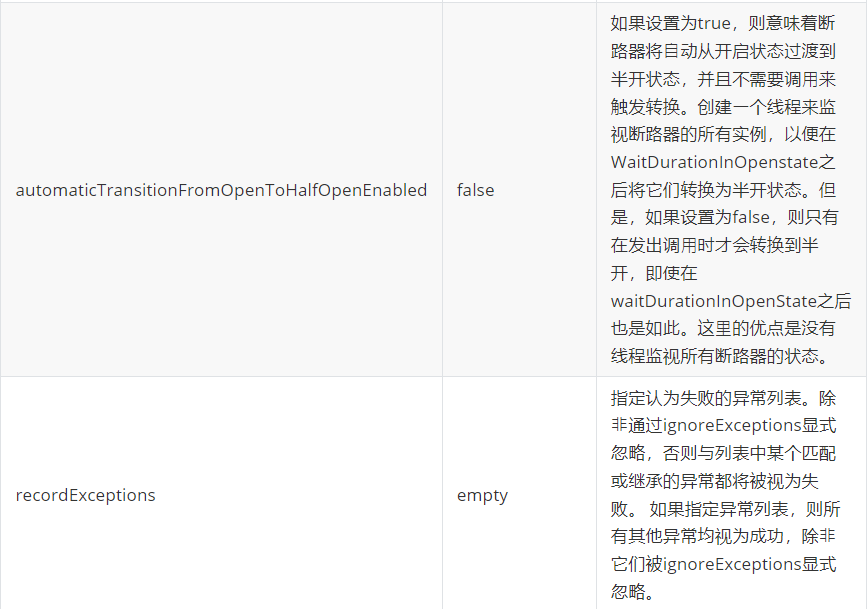 automaticTransitionFromOpenToHalfOpenEnabled
false
如果设置为true，则意味着断
路器将自动从开启状态过渡到
半开状态，并且不需要调用来
触发转换。创建一个线程来监
视断路器的所有实例，以便在
WaitDurationInOpenstate之
后将它们转换为半开状态。但
是，如果设置为false，则只有
在发出调用时才会转换到半
开，即使在
waitDurationInOpenState之后
也是如此。这里的优点是没有
线程监视所有断路器的状态。
recordExceptions
empty
指定认为失败的异常列表。除
非通过ignoreExceptions显式
忽略，否则与列表中某个匹配
或继承的异常都将被视为失
败。 如果指定异常列表，则所
有其他异常均视为成功，除非
它们被ignoreExceptions显式
忽略。